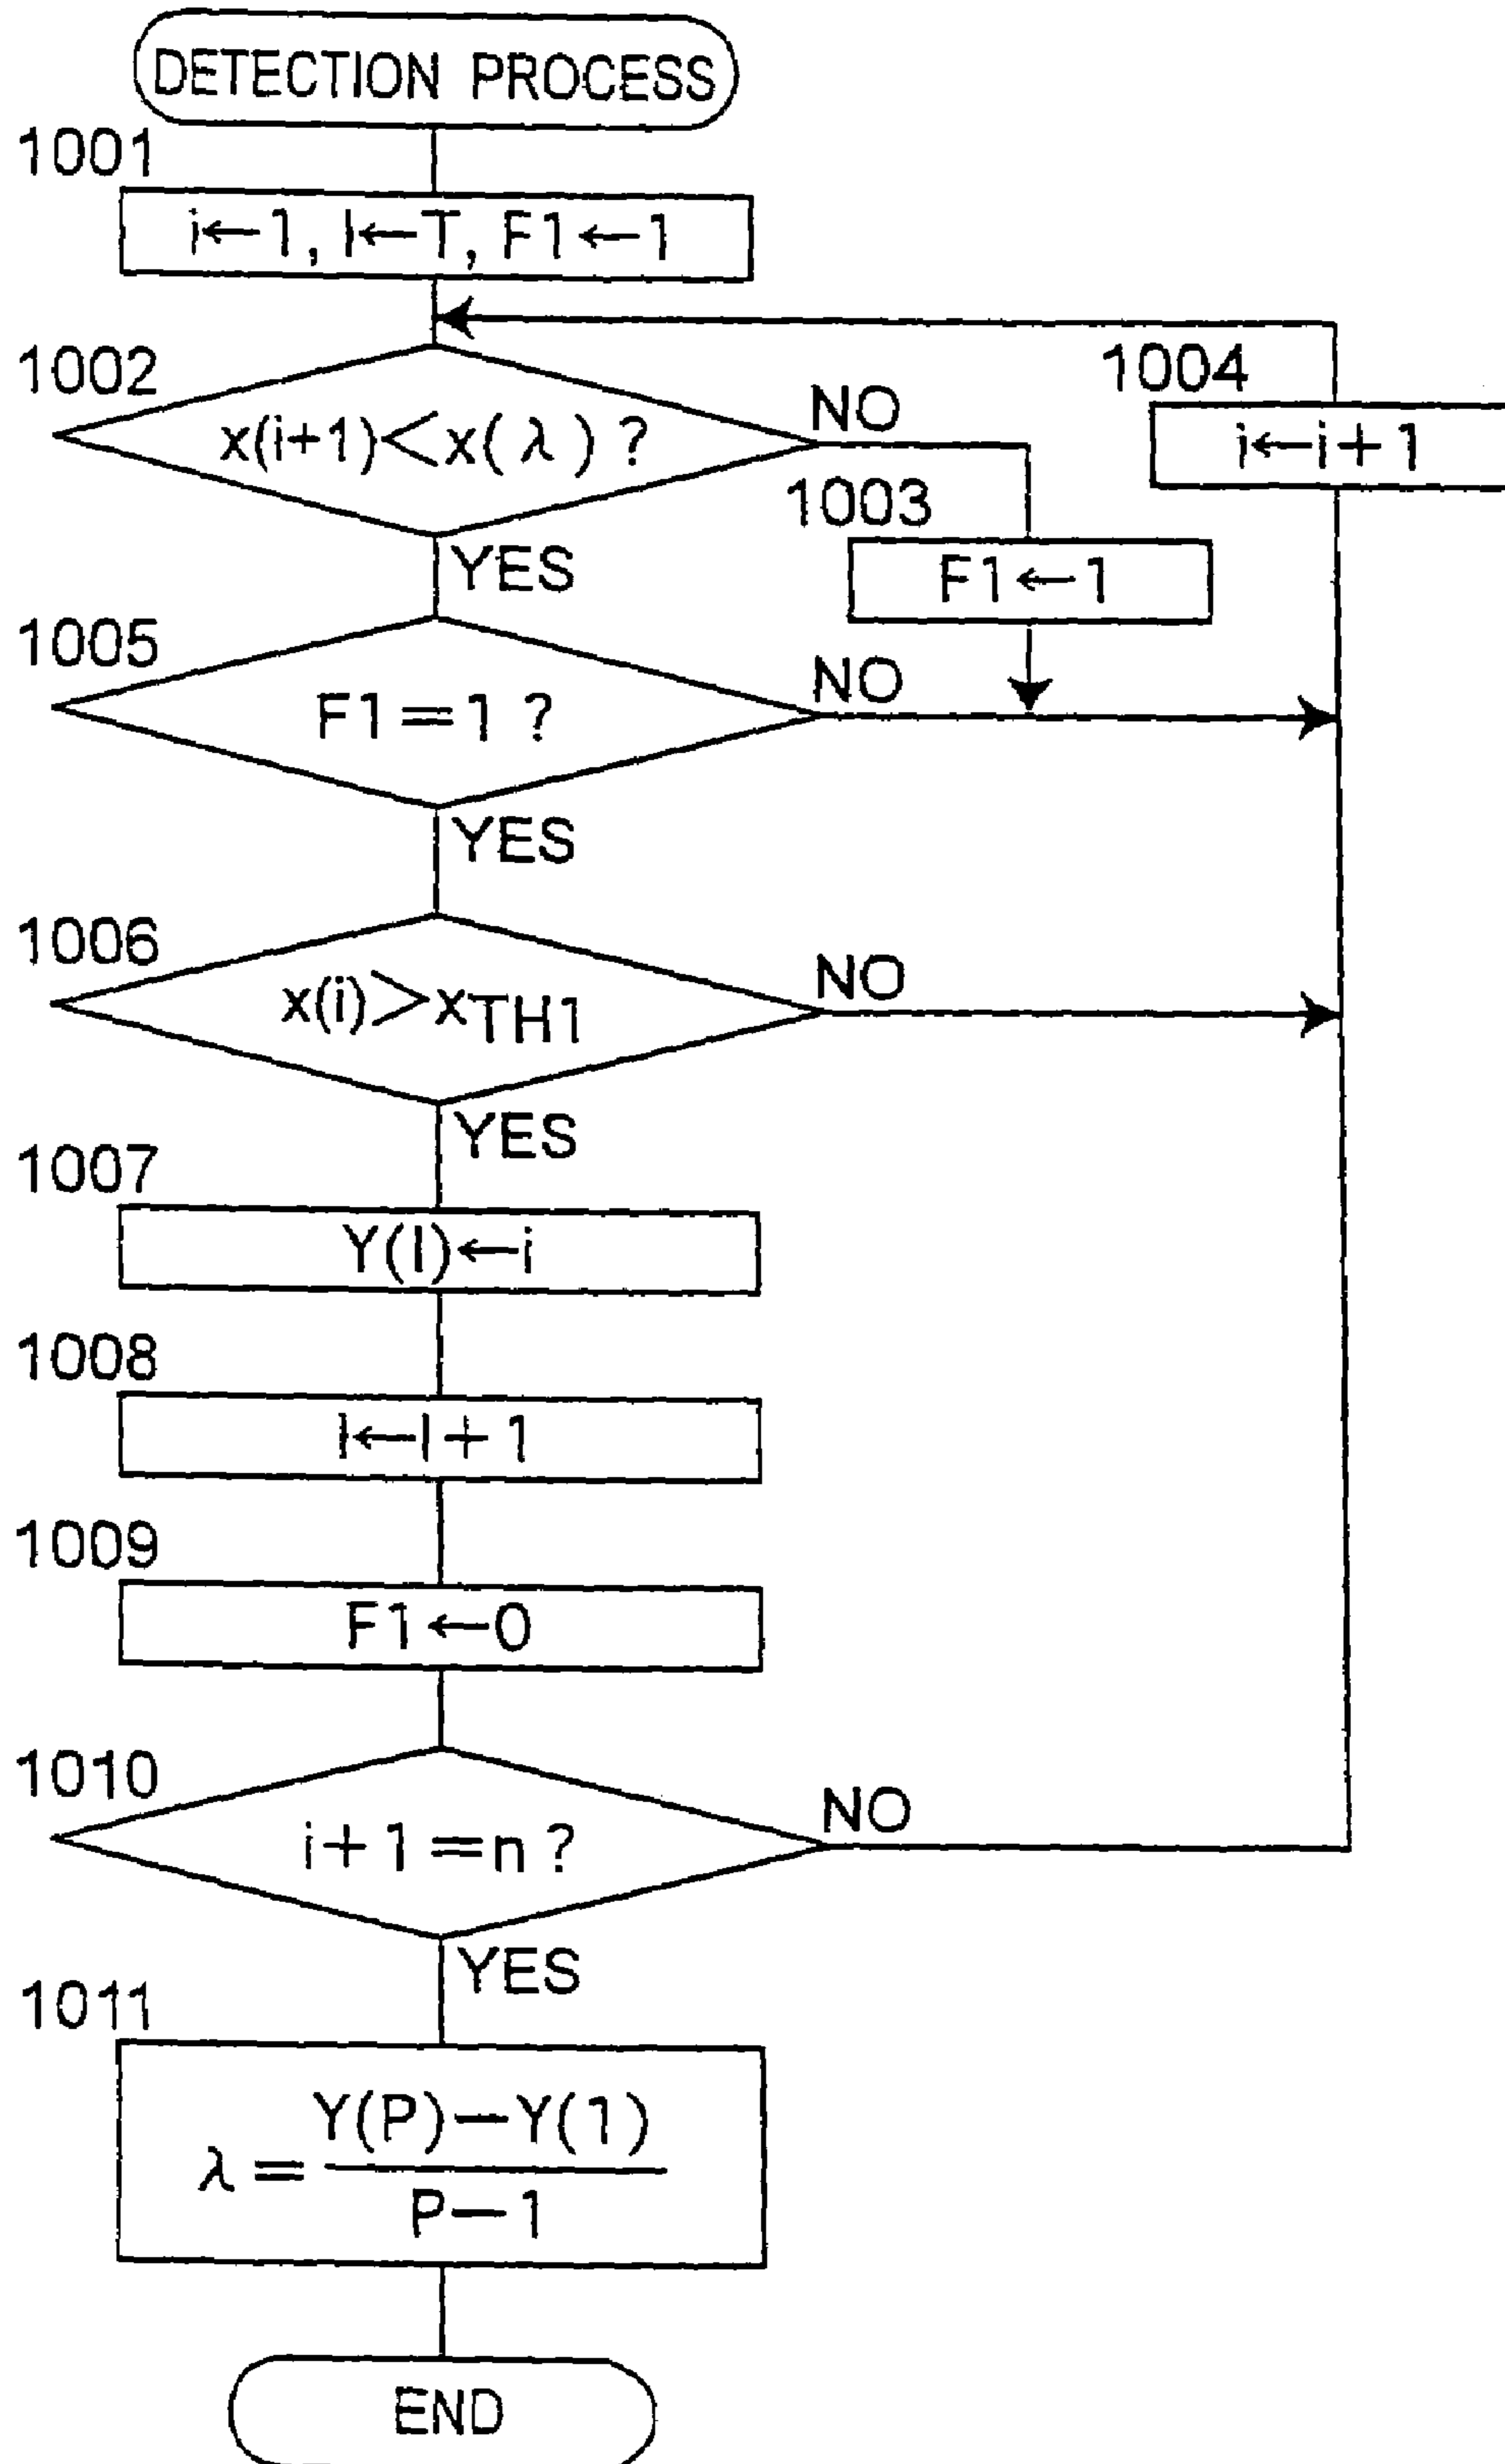 DETECTION PROCESS
1001
i←1, I←T, F1←1
1002
x(i+1)<x(λ)?
NO
YES
1003
F1←1
1004
i←i+1
1005
F1=1?
NO
YES
1006
x(i)>xTH1
NO
YES
1007
Y(I)←i
1008
I←I+1
1009
F1←0
1010
i+1=n?
NO
YES
1011
λ=Y(P)−Y(1)
P−1
END